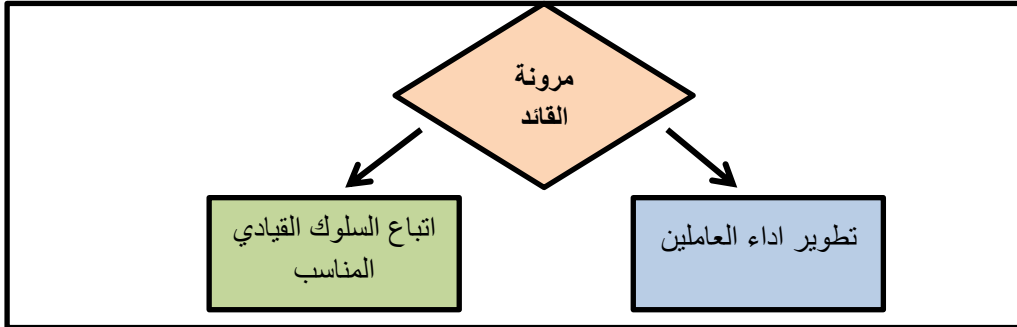 مرونة
القائد
تطوير اداء العاملين
اتباع السلوك القيادي
المناسب